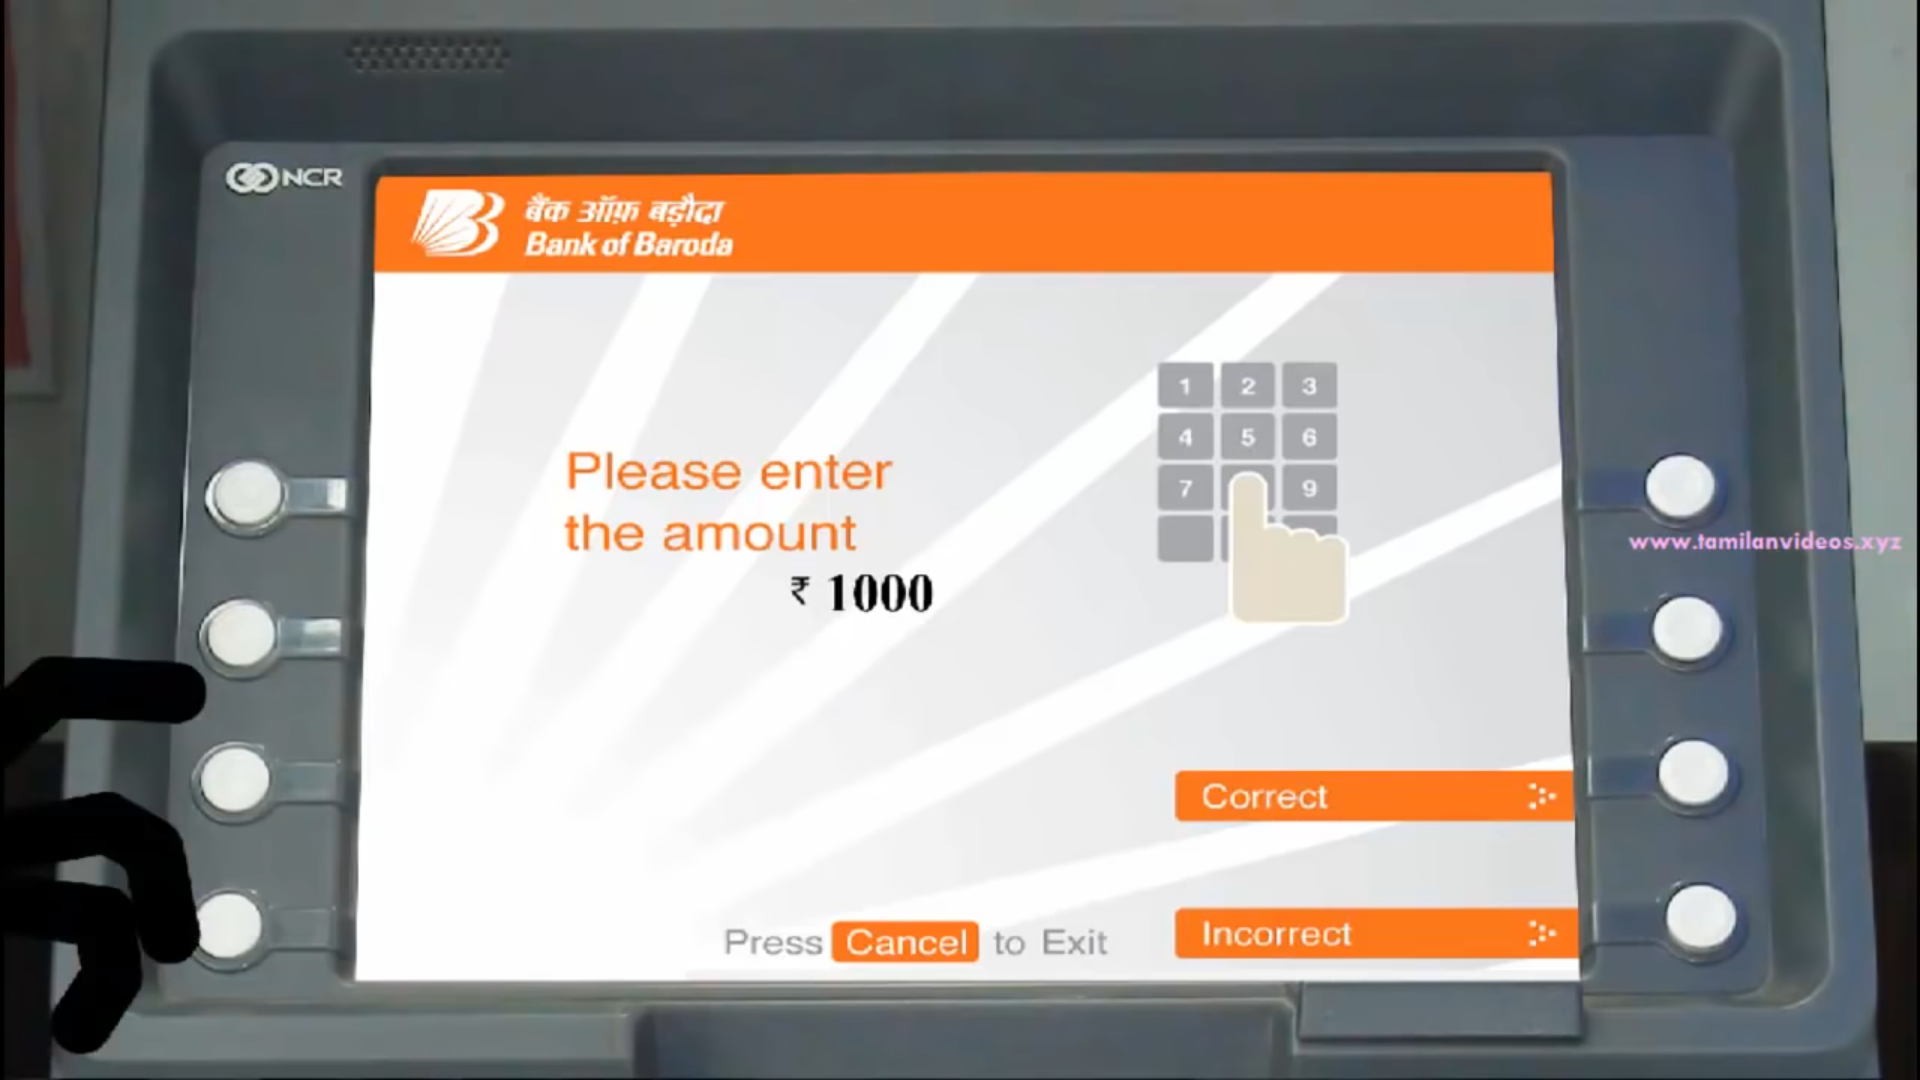 NCR
बैंक ऑफ़ बड़ौदा
Bank of Baroda
1 2 3
4 5 6
7 9
Please enter
the amount
₹ 1000
www.tamilanvideos.xyz
Correct
Incorrect
Press Cancel to Exit